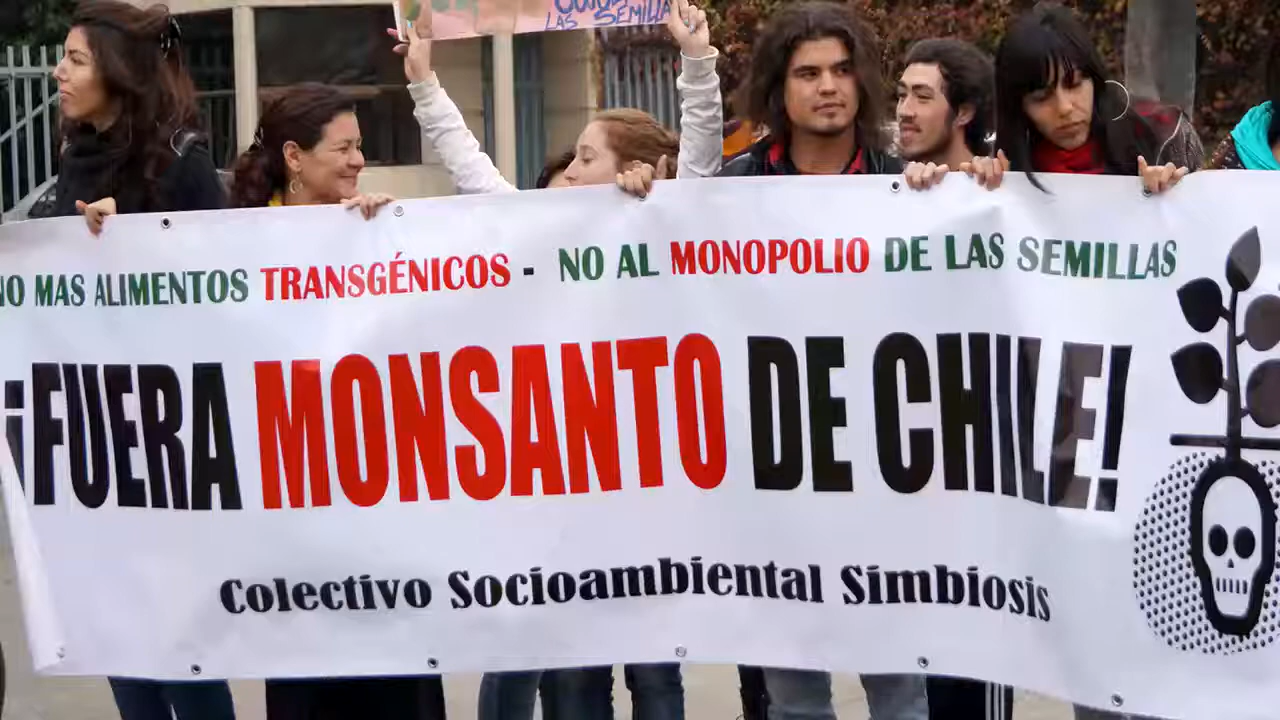 LAS SEMILLA
NO MAS ALIMENTOS TRANSGÉNICOS - NO AL MONOPOLIO DE LAS SEMILLAS
¡FUERA MONSANTO DE CHILE!
Colectivo Socioambiental Simbiosis